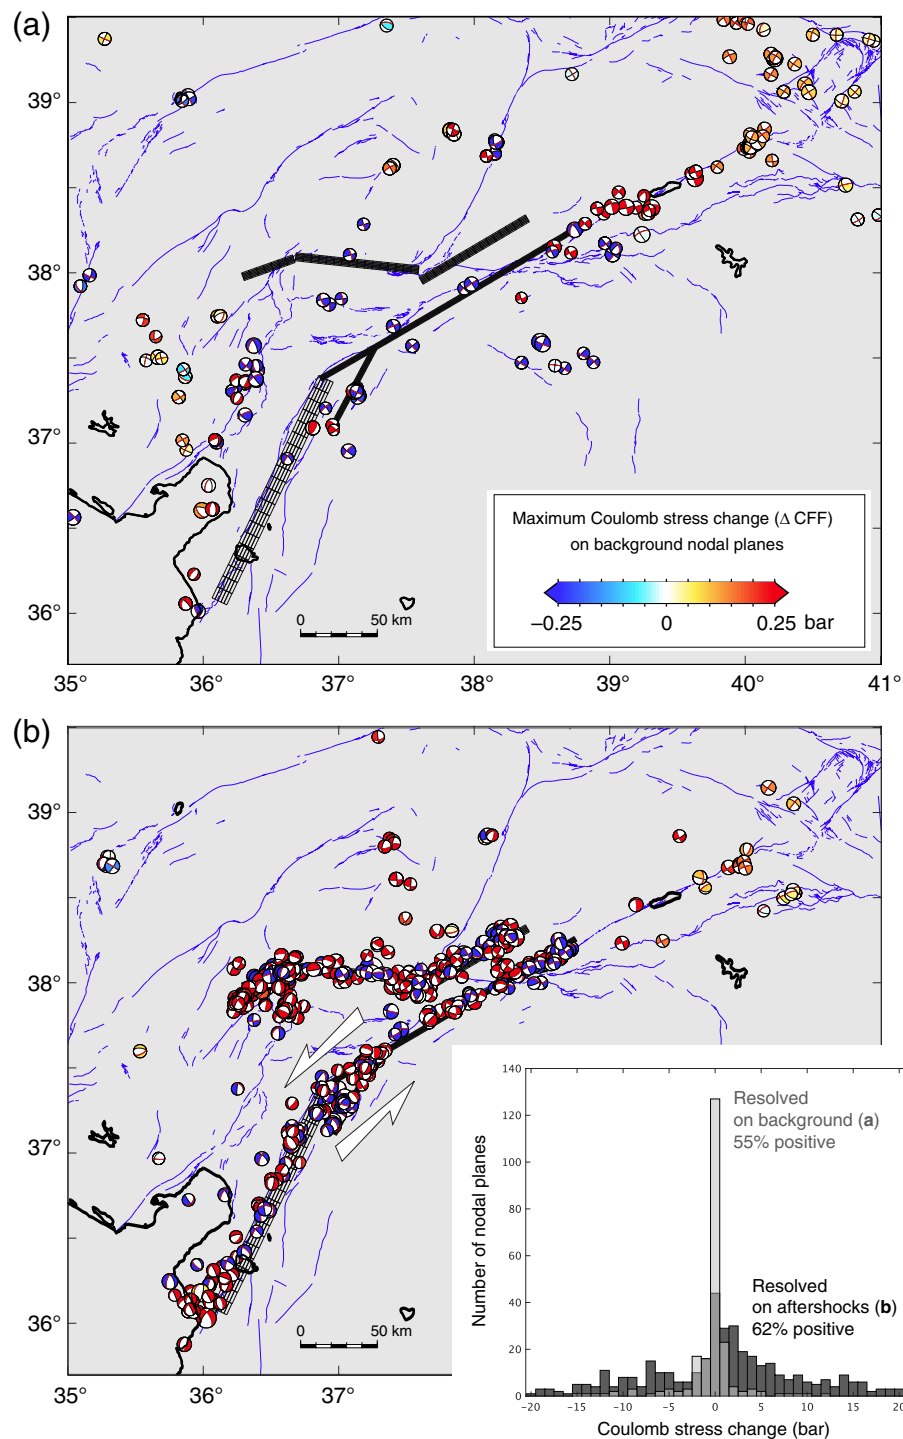 (a)
39°
38°
37°
36°
Maximum Coulomb stress change (Δ CFF)
on background nodal planes
−0.25 0 0.25 bar
0 50 km
35° 36° 37° 38° 39° 40° 41°
(b)
39°
38°
37°
36°
0 50 km
35° 36° 37°
140
120
100
80
60
40
20
0
Number of nodal planes
Resolved
on background (a)
55% positive
Resolved
on aftershocks (b)
62% positive
-20 -15 -10 -5 0 5 10 15 20
Coulomb stress change (bar)